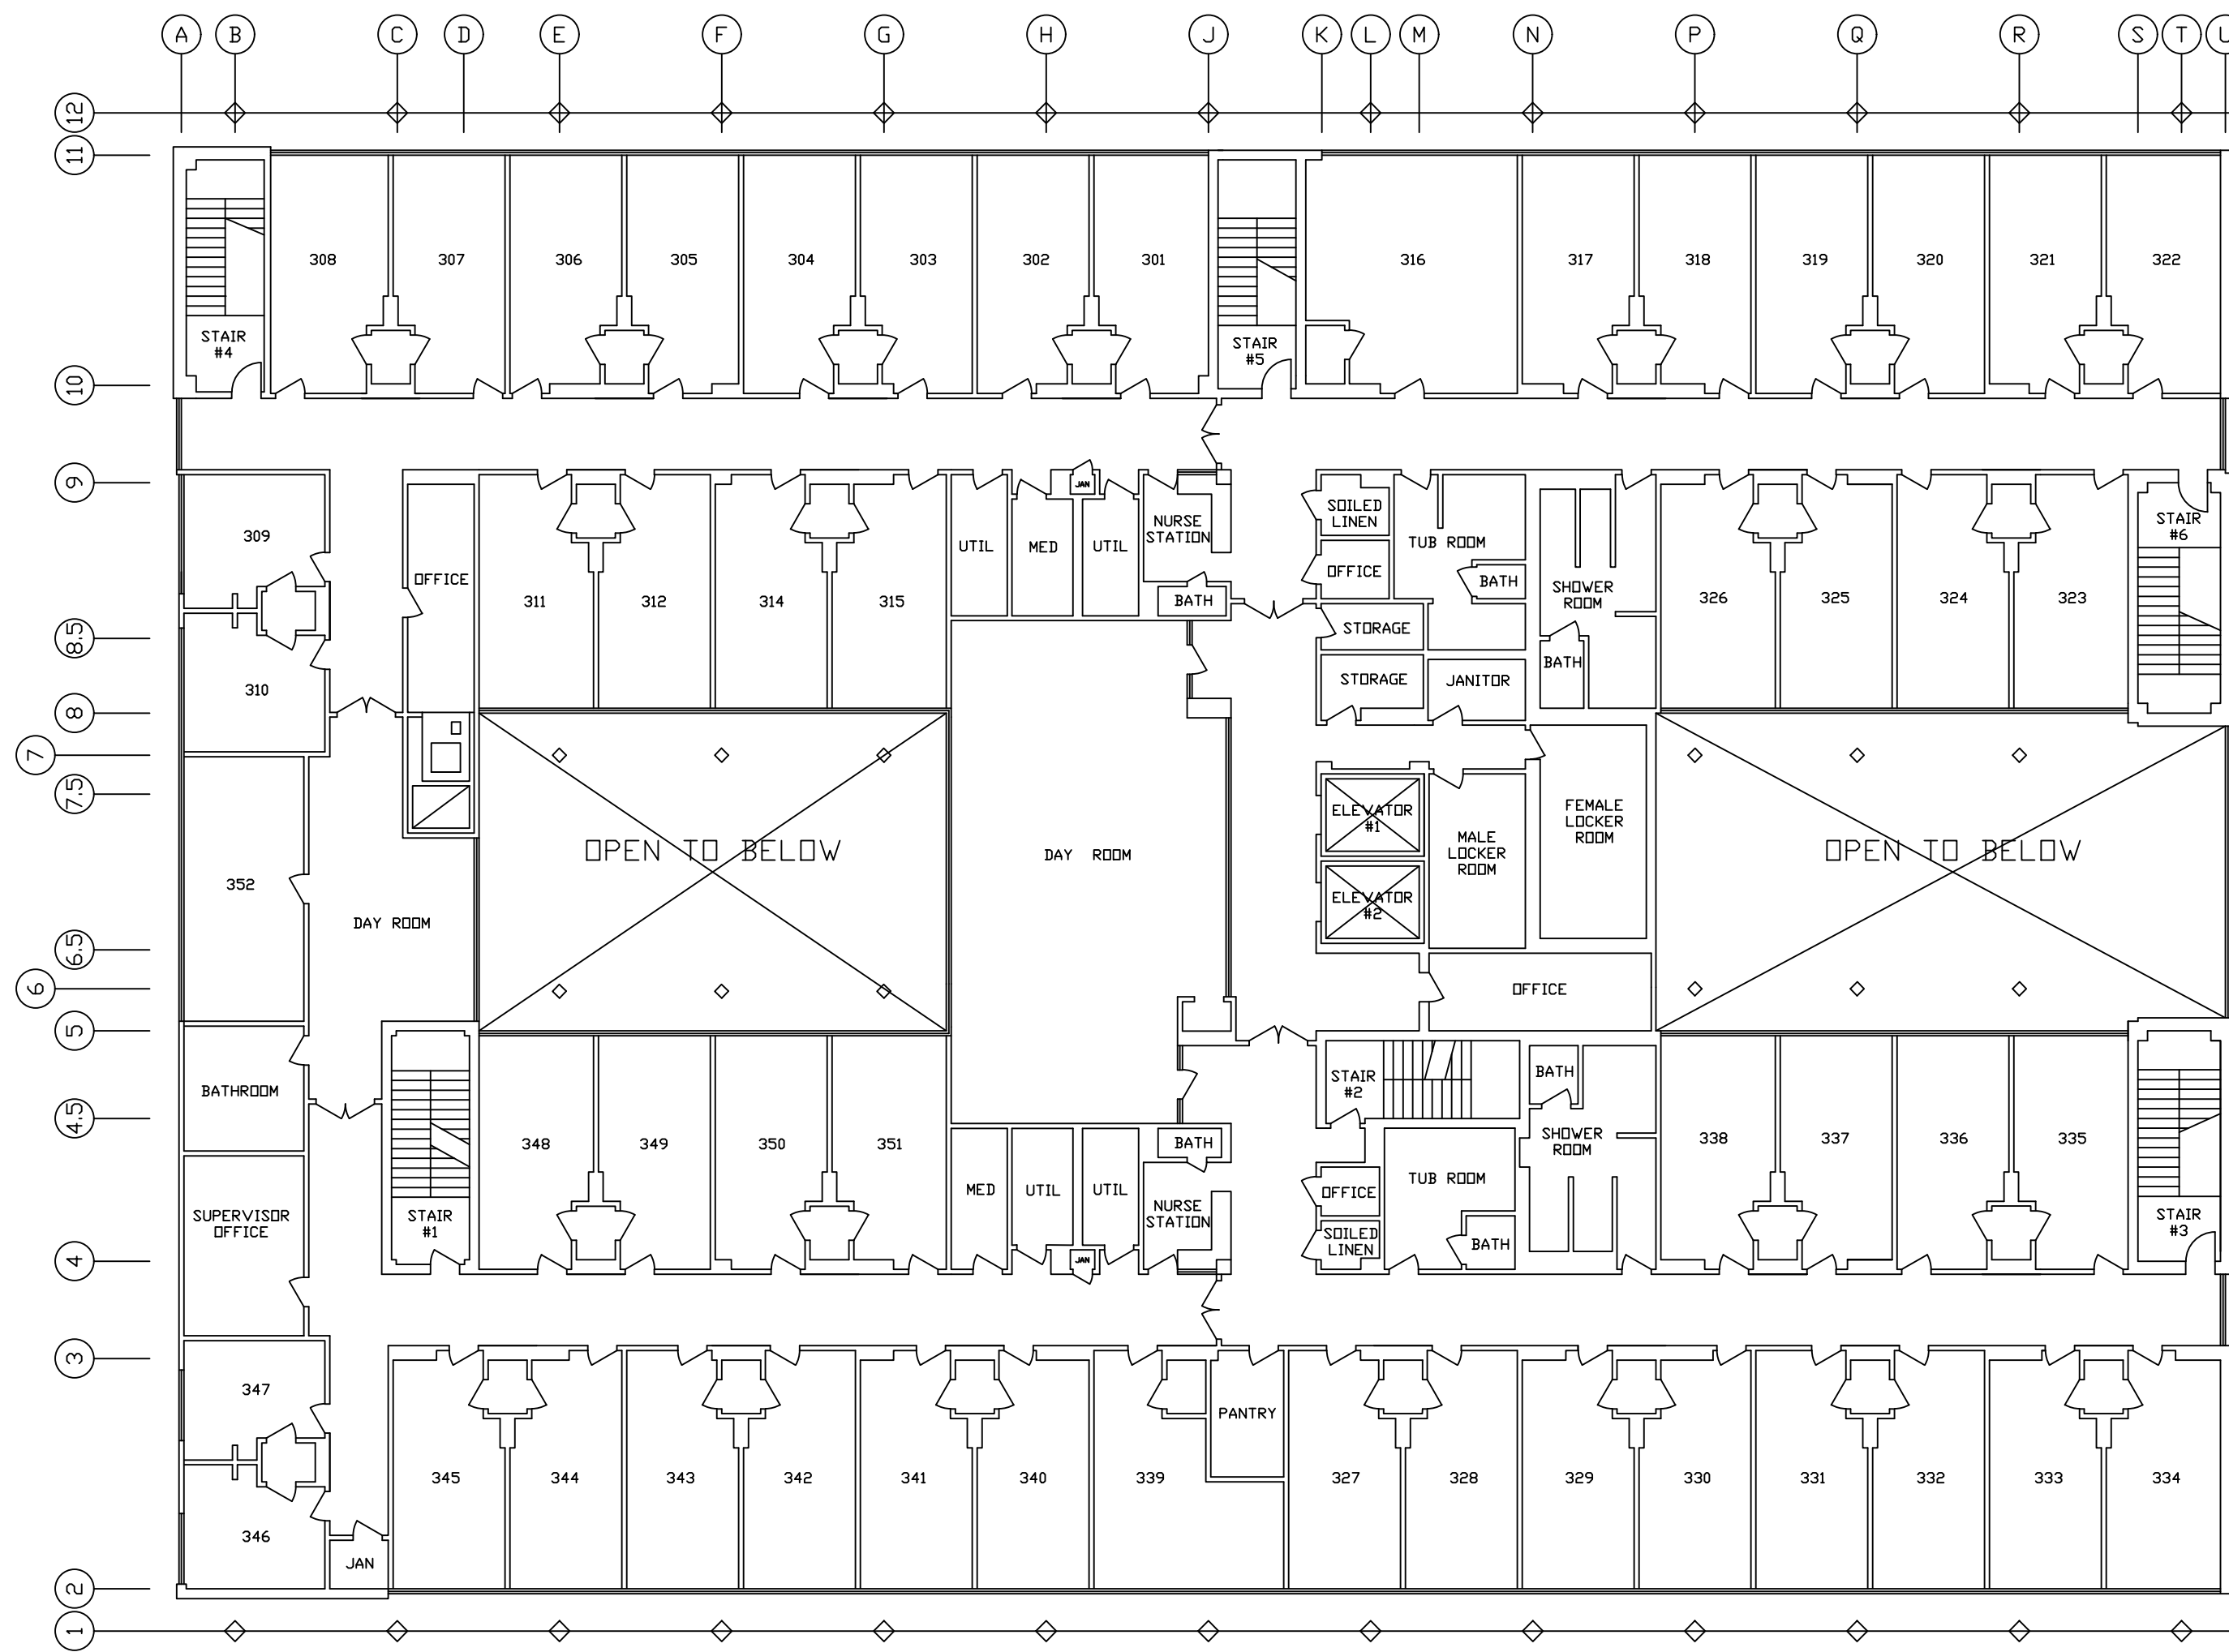 A B C D E F G H J K L M N P Q R S T U
12
11
308 307 306 305 304 303 302 301 316 317 318 319 320 321 322
STAIR
#4
STAIR
#5
10
9
309
OFFICE
311 312 314 315
UTIL MED UTIL
JAN
NURSE
STATION
BATH
SOILED
LINEN
OFFICE
TUB ROOM
BATH
SHOWER
ROOM
BATH
326 325 324 323
STAIR
#6
8.5
310
STORAGE
STORAGE
JANITOR
8
7
7.5
352
DAY ROOM
OPEN TO BELOW
DAY ROOM
ELEVATOR
#1
ELEVATOR
#2
MALE
LOCKER
ROOM
FEMALE
LOCKER
ROOM
OPEN TO BELOW
6.5
6
OFFICE
5
BATHROOM
4.5
STAIR
#2
BATH
348 349 350 351
BATH
SHOWER
ROOM
338 337 336 335
SUPERVISOR
OFFICE
STAIR
#1
MED UTIL UTIL
JAN
NURSE
STATION
OFFICE
SOILED
LINEN
TUB ROOM
BATH
STAIR
#3
4
3
347
PANTRY
345 344 343 342 341 340 339 327 328 329 330 331 332 333 334
346
JAN
2
1